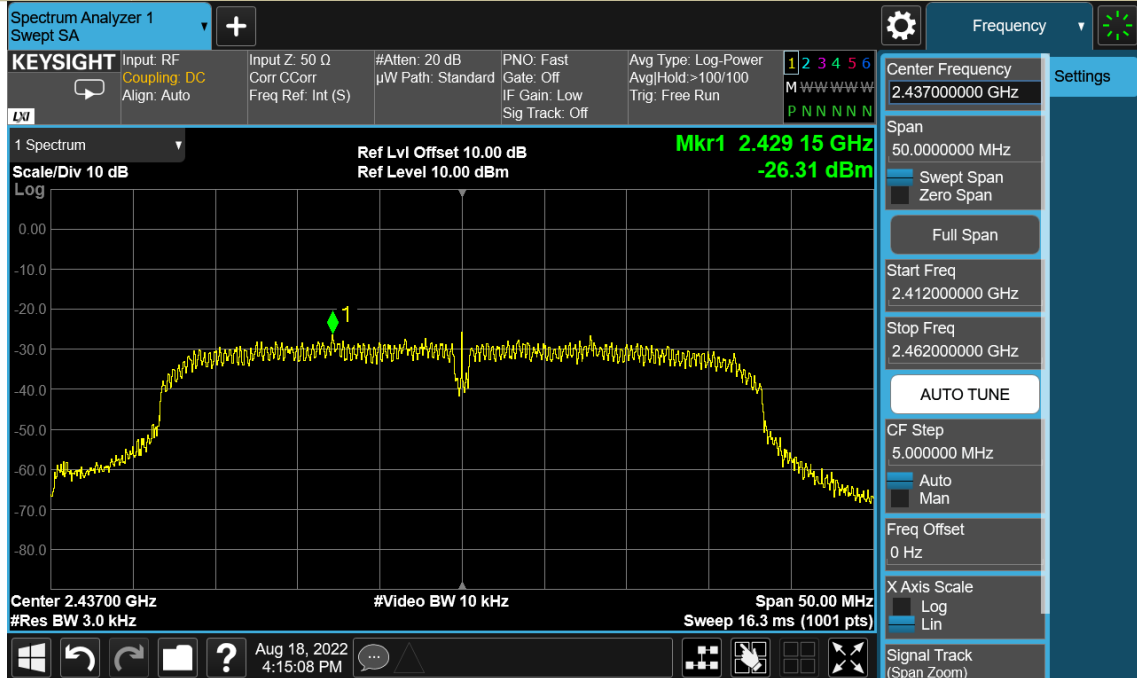 Spectrum Analyzer 1
Swept SA
Frequency
KEYSIGHT
LXI
Input: RF
Coupling: DC
Align: Auto
Input Z: 50 Ω
Corr CCorr
Freq Ref: Int (S)
#Atten: 20 dB
µW Path: Standard
PNO: Fast
Gate: Off
IF Gain: Low
Sig Track: Off
Avg Type: Log-Power
Avg|Hold:>100/100
Trig: Free Run
1 2 3 4 5 6
M W W W W W
P N N N N N
1 Spectrum
Scale/Div 10 dB
Log
Ref Lvl Offset 10.00 dB
Ref Level 10.00 dBm
Mkr1 2.429 15 GHz
-26.31 dBm
0.00
-10.0
-20.0
-30.0
-40.0
-50.0
-60.0
-70.0
-80.0
1
Center 2.43700 GHz
#Res BW 3.0 kHz
#Video BW 10 kHz
Span 50.00 MHz
Sweep 16.3 ms (1001 pts)
Center Frequency
2.437000000 GHz
Span
50.0000000 MHz
Swept Span
Zero Span
Full Span
Start Freq
2.412000000 GHz
Stop Freq
2.462000000 GHz
AUTO TUNE
CF Step
5.000000 MHz
Auto
Man
Freq Offset
0 Hz
X Axis Scale
Log
Lin
Signal Track
(Span Zoom)
Settings
?
Aug 18, 2022
4:15:08 PM